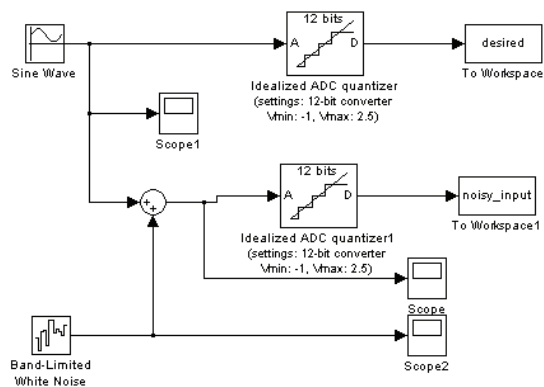 12 bits
A D
desired
Sine Wave
Idealized ADC quantizer
(settings: 12-bit converter
Vmin: -1, Vmax: 2.5)
To Workspace
Scope1
12 bits
A D
noisy_input
To Workspace1
Idealized ADC quantizer1
(settings: 12-bit converter
Vmin: -1, Vmax: 2.5)
Scope
Band-Limited
White Noise
Scope2